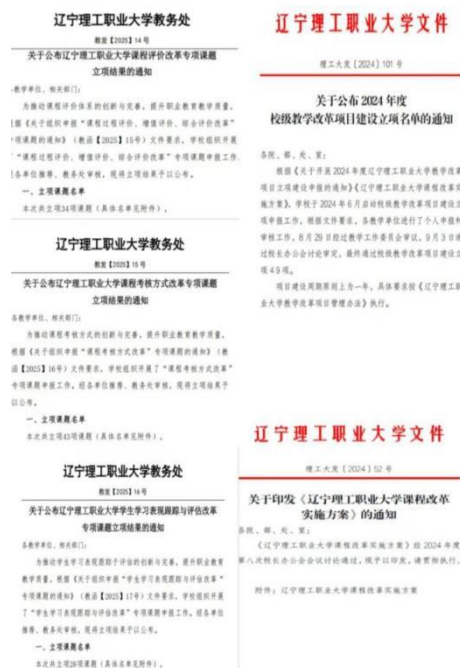 辽宁理工职业大学教务处
教发【2025】14号
关于公布辽宁理工职业大学课程评价改革专项课题
立项结果的通知
教学单位、相关部门：
为推动课程评价体系的创新与完善，提升职业教育教学质量，
根据《关于组织申报“课程过程评价、增值评价、综合评价改革”
专项课题的通知》（教函【2025】15号）文件要求，学校组织开展
了“课程过程评价、增值评价、综合评价改革”专项课题申报工作，
经各单位推荐、教务处审核，现将立项结果予以公布。
一、立项课题名单
本次共立项34项课题（具体名单见附件）。
辽宁理工职业大学教务处
教发【2025】15号
关于公布辽宁理工职业大学课程考核方式改革专项课题
立项结果的通知
各教学单位、相关部门：
为推动课程考核方式的创新与完善，提升职业教育教学质量，
根据《关于组织申报“课程考核方式改革”专项课题的通知》（教
函【2025】16号）文件要求，学校组织开展了“课程考核方式改革”
专项课题申报工作。经各单位推荐、教务处审核，现将立项结果予
以公布。
一、立项课题名单
本次共立项43项课题（具体名单见附件）。
辽宁理工职业大学教务处
教发【2025】16号
关于公布辽宁理工职业大学学生学习表现跟踪与评估改革
专项课题立项结果的通知
各教学单位、相关部门：
为推动学生学习表现跟踪于评估的创新与完善，提升职业教育
教学质量，根据《关于组织申报“学生学习表现跟踪与评估改革”
专项课题的通知》（教函【2025】17号）文件要求，学校组织开展
了“学生学习表现跟踪与评估改革”专项课题申报工作。经各单位
推荐、教务处审核，现将立项结果予以公布。
一、立项课题名单
本次共立项28项课题（具体名单见附件）。
辽宁理工职业大学文件
理工大发〔2024〕101号
关于公布2024年度
校级教学改革项目建设立项名单的通知
各院、部、处、室：
根据《关于开展2024年度辽宁理工职业大学教学改革
项目立项建设申报的通知》《辽宁理工职业大学课程改革实
施方案》，学校于2024年6月启动校级教学改革项目建设立
项申报工作。根据文件要求，各教学单位进行了个人申报和
审核工作，8月29日经过教学工作委员会审议，9月3日通
过校长办公会讨论审定，最终通过校级教学改革项目建设立
项49项。
项目建设周期原则上为一年，具体要求按《辽宁理工职
业大学教学改革项目管理办法》执行。
辽宁理工职业大学文件
理工大发〔2024〕52号
关于印发《辽宁理工职业大学课程改革
实施方案》的通知
各院、部、处、室：
《辽宁理工职业大学课程改革实施方案》经2024年度
第八次校长办公会会议讨论通过，现予以印发，请贯彻执行。
附件：辽宁理工职业大学课程改革实施方案